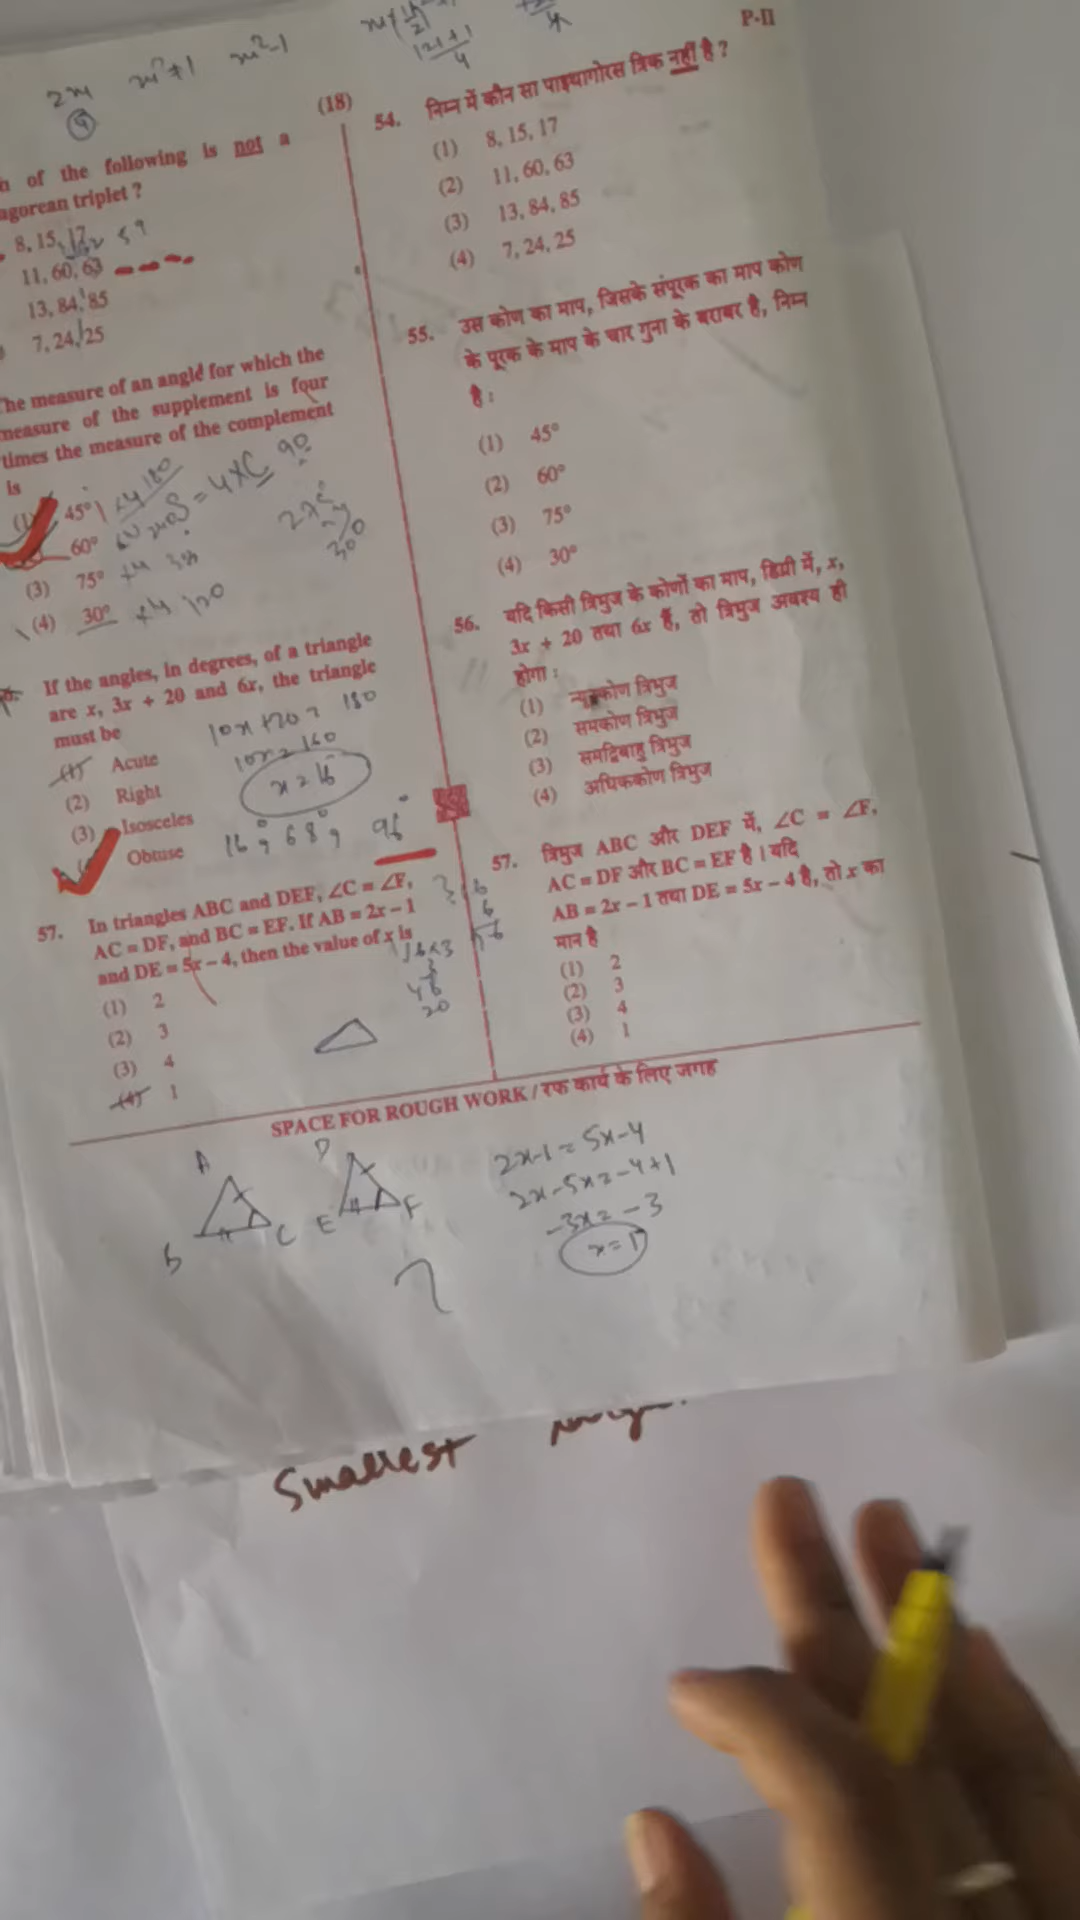 P-II
2x
(18)
of the following is not a
agorean triplet ?
8, 15, 17
11, 60, 63
13, 84, 85
7, 24, 25
The measure of an angle for which the
measure of the supplement is four
times the measure of the complement
is
(1) 45°
60°
(3) 75°
(4) 30°
If the angles, in degrees, of a triangle
are x, 3x + 20 and 6x, the triangle
must be
(1) Acute
(2) Right
(3) Isosceles
Obtuse
10x+20= 180
10x= 160
x = 16
16°, 68°, 96°
57. In triangles ABC and DEF, ∠C = ∠F,
AC = DF, and BC = EF. If AB = 2x – 1
and DE = 5x – 4, then the value of x is
(1) 2
(2) 3
(3) 4
(4) 1
54. निम्न में कौन सा पाइथागोरस त्रिक नहीं है ?
(1) 8, 15, 17
(2) 11, 60, 63
(3) 13, 84, 85
(4) 7, 24, 25
55. उस कोण का माप, जिसके संपूरक का माप कोण
के पूरक के माप के चार गुना के बराबर है, निम्न
है :
(1) 45°
(2) 60°
(3) 75°
(4) 30°
56. यदि किसी त्रिभुज के कोणों का माप, डिग्री में, x,
3x + 20 तथा 6x हैं, तो त्रिभुज अवश्य ही
होगा :
(1) न्यूनकोण त्रिभुज
(2) समकोण त्रिभुज
(3) समद्विबाहु त्रिभुज
(4) अधिककोण त्रिभुज
57. त्रिभुज ABC और DEF में, ∠C = ∠F,
AC = DF और BC = EF है । यदि
AB = 2x – 1 तथा DE = 5x – 4 है, तो x का
मान है
(1) 2
(2) 3
(3) 4
(4) 1
SPACE FOR ROUGH WORK / रफ कार्य के लिए जगह
A
C
D
E
F
2x-1 = 5x-4
2x-5x= -4+1
-3x= -3
x=1
Smallest